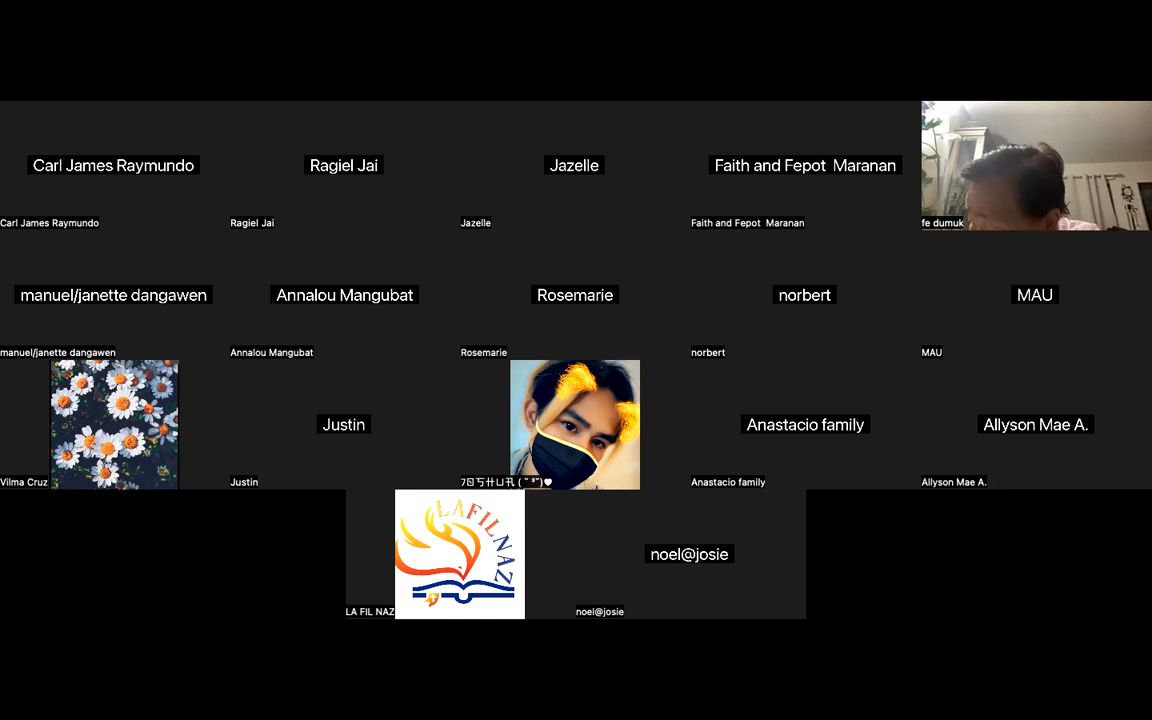 Carl James Raymundo
Carl James Raymundo
Ragiel Jai
Ragiel Jai
Jazelle
Jazelle
Faith and Fepot Maranan
Faith and Fepot Maranan
fe dumuk
manuel/janette dangawen
manuel/janette dangawen
Annalou Mangubat
Annalou Mangubat
Rosemarie
Rosemarie
norbert
norbert
MAU
MAU
Vilma Cruz
Justin
Justin
Anastacio family
Anastacio family
Allyson Mae A.
Allyson Mae A.
LAFILNAZ
LA FIL NAZ
noel@josie
noel@josie